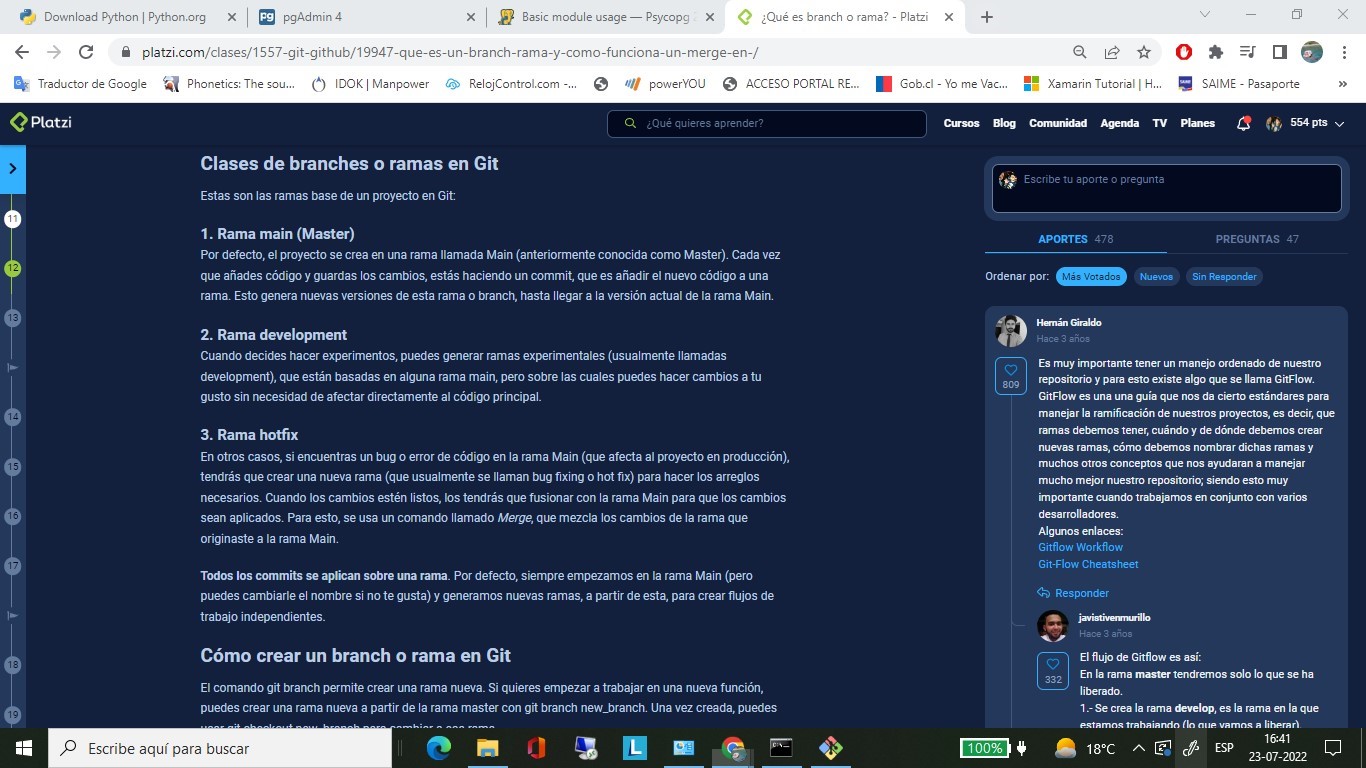 Download Python | Python.org
pgAdmin 4
Basic module usage — Psycopg 2
¿Qué es branch o rama? - Platzi
platzi.com/clases/1557-git-github/19947-que-es-un-branch-rama-y-como-funciona-un-merge-en-/
Traductor de Google
Phonetics: The sou...
IDOK | Manpower
RelojControl.com -...
powerYOU
ACCESO PORTAL RE...
Gob.cl - Yo me Vac...
Xamarin Tutorial | H...
SAIME - Pasaporte
»
Platzi
¿Qué quieres aprender?
Cursos
Blog
Comunidad
Agenda
TV
Planes
554 pts
11
12
13
14
15
16
17
18
19
Clases de branches o ramas en Git
Estas son las ramas base de un proyecto en Git:
1. Rama main (Master)
Por defecto, el proyecto se crea en una rama llamada Main (anteriormente conocida como Master). Cada vez
que añades código y guardas los cambios, estás haciendo un commit, que es añadir el nuevo código a una
rama. Esto genera nuevas versiones de esta rama o branch, hasta llegar a la versión actual de la rama Main.
2. Rama development
Cuando decides hacer experimentos, puedes generar ramas experimentales (usualmente llamadas
development), que están basadas en alguna rama main, pero sobre las cuales puedes hacer cambios a tu
gusto sin necesidad de afectar directamente al código principal.
3. Rama hotfix
En otros casos, si encuentras un bug o error de código en la rama Main (que afecta al proyecto en producción),
tendrás que crear una nueva rama (que usualmente se llaman bug fixing o hot fix) para hacer los arreglos
necesarios. Cuando los cambios estén listos, los tendrás que fusionar con la rama Main para que los cambios
sean aplicados. Para esto, se usa un comando llamado Merge, que mezcla los cambios de la rama que
originaste a la rama Main.
Todos los commits se aplican sobre una rama. Por defecto, siempre empezamos en la rama Main (pero
puedes cambiarle el nombre si no te gusta) y generamos nuevas ramas, a partir de esta, para crear flujos de
trabajo independientes.
Cómo crear un branch o rama en Git
El comando git branch permite crear una rama nueva. Si quieres empezar a trabajar en una nueva función,
puedes crear una rama nueva a partir de la rama master con git branch new_branch. Una vez creada, puedes
usar git checkout new_branch para cambiar a esa rama.
Escribe tu aporte o pregunta
APORTES 478
PREGUNTAS 47
Ordenar por:
Más Votados
Nuevos
Sin Responder
Hernán Giraldo
Hace 3 años
809
Es muy importante tener un manejo ordenado de nuestro
repositorio y para esto existe algo que se llama GitFlow.
GitFlow es una una guía que nos da cierto estándares para
manejar la ramificación de nuestros proyectos, es decir, que
ramas debemos tener, cuándo y de dónde debemos crear
nuevas ramas, cómo debemos nombrar dichas ramas y
muchos otros conceptos que nos ayudaran a manejar
mucho mejor nuestro repositorio; siendo esto muy
importante cuando trabajamos en conjunto con varios
desarrolladores.
Algunos enlaces:
Gitflow Workflow
Git-Flow Cheatsheet
Responder
javistivenmurillo
Hace 3 años
332
El flujo de Gitflow es así:
En la rama master tendremos solo lo que se ha
liberado.
1.- Se crea la rama develop, es la rama en la que
estamos trabajando (lo que vamos a liberar)
Escribe aquí para buscar
L
100%
18°C
ESP
16:41
23-07-2022